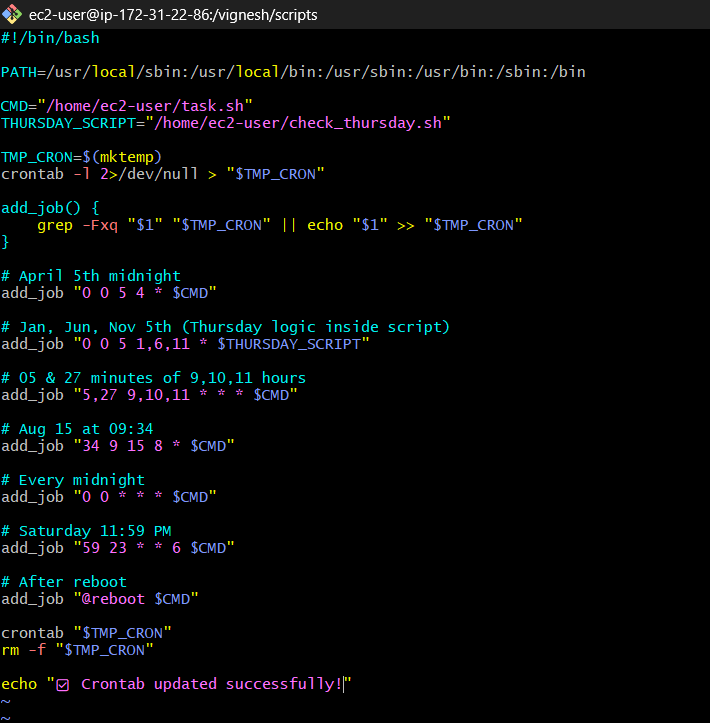 ec2-user@ip-172-31-22-86:/vignesh/scripts
#!/bin/bash
PATH=/usr/local/sbin:/usr/local/bin:/usr/sbin:/usr/bin:/sbin:/bin
CMD="/home/ec2-user/task.sh"
THURSDAY_SCRIPT="/home/ec2-user/check_thursday.sh"
TMP_CRON=$(mktemp)
crontab -l 2>/dev/null > "$TMP_CRON"
add_job() {
    grep -Fxq "$1" "$TMP_CRON" || echo "$1" >> "$TMP_CRON"
}
# April 5th midnight
add_job "0 0 5 4 * $CMD"
# Jan, Jun, Nov 5th (Thursday logic inside script)
add_job "0 0 5 1,6,11 * $THURSDAY_SCRIPT"
# 05 & 27 minutes of 9,10,11 hours
add_job "5,27 9,10,11 * * * $CMD"
# Aug 15 at 09:34
add_job "34 9 15 8 * $CMD"
# Every midnight
add_job "0 0 * * * $CMD"
# Saturday 11:59 PM
add_job "59 23 * * 6 $CMD"
# After reboot
add_job "@reboot $CMD"
crontab "$TMP_CRON"
rm -f "$TMP_CRON"
echo "☑ Crontab updated successfully!"
~
~